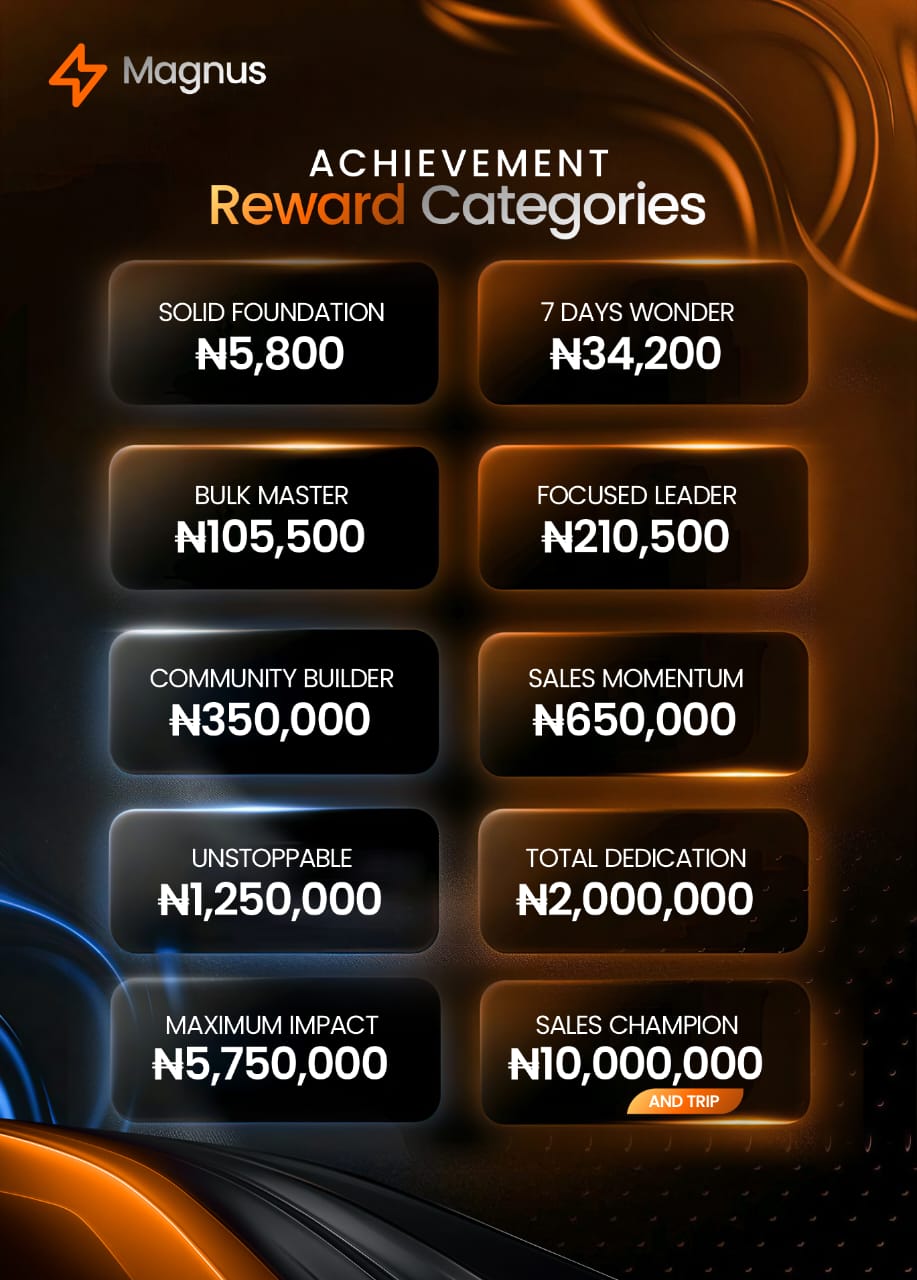 Magnus
ACHIEVEMENT
Reward Categories
SOLID FOUNDATION
₦5,800
7 DAYS WONDER
₦34,200
BULK MASTER
₦105,500
FOCUSED LEADER
₦210,500
COMMUNITY BUILDER
₦350,000
SALES MOMENTUM
₦650,000
UNSTOPPABLE
₦1,250,000
TOTAL DEDICATION
₦2,000,000
MAXIMUM IMPACT
₦5,750,000
SALES CHAMPION
₦10,000,000
AND TRIP